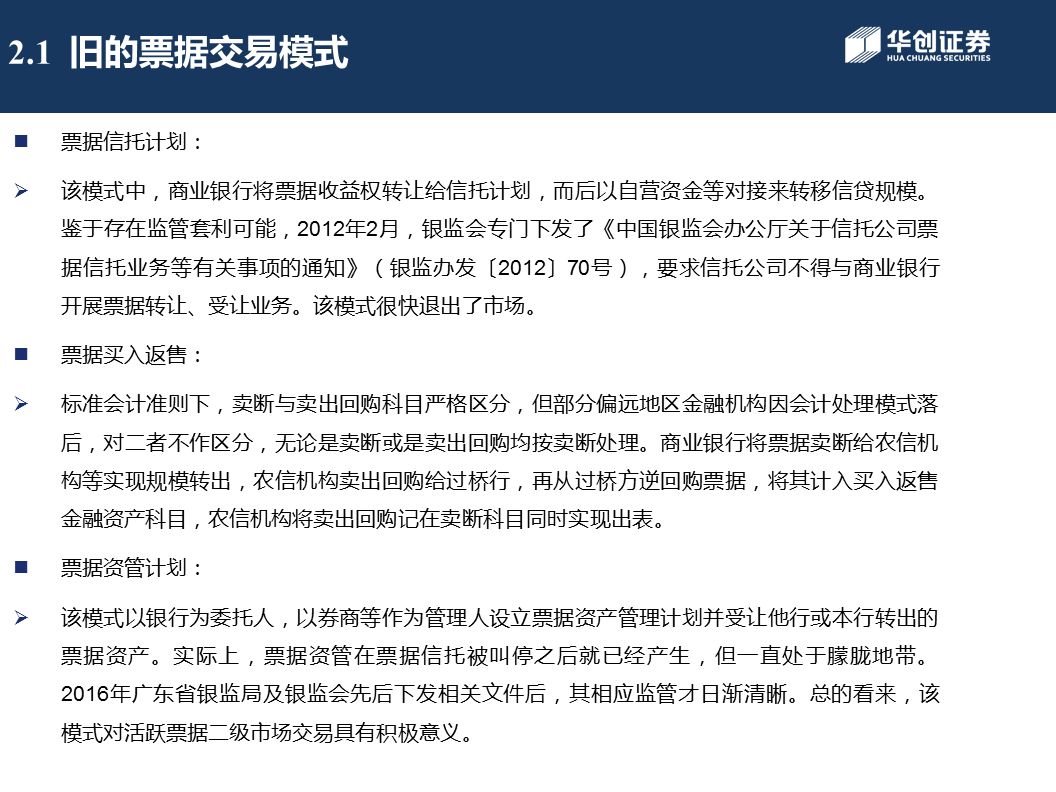 2.1 旧的票据交易模式
华创证券
HUA CHUANG SECURITIES
票据信托计划：
该模式中，商业银行将票据收益权转让给信托计划，而后以自营资金等对接来转移信贷规模。
鉴于存在监管套利可能，2012年2月，银监会专门下发了《中国银监会办公厅关于信托公司票
据信托业务等有关事项的通知》（银监办发〔2012〕70号），要求信托公司不得与商业银行
开展票据转让、受让业务。该模式很快退出了市场。
票据买入返售：
标准会计准则下，卖断与卖出回购科目严格区分，但部分偏远地区金融机构因会计处理模式落
后，对二者不作区分，无论是卖断或是卖出回购均按卖断处理。商业银行将票据卖断给农信机
构等实现规模转出，农信机构卖出回购给过桥行，再从过桥方逆回购票据，将其计入买入返售
金融资产科目，农信机构将卖出回购记在卖断科目同时实现出表。
票据资管计划：
该模式以银行为委托人，以券商等作为管理人设立票据资产管理计划并受让他行或本行转出的
票据资产。实际上，票据资管在票据信托被叫停之后就已经产生，但一直处于朦胧地带。
2016年广东省银监局及银监会先后下发相关文件后，其相应监管才日渐清晰。总的看来，该
模式对活跃票据二级市场交易具有积极意义。